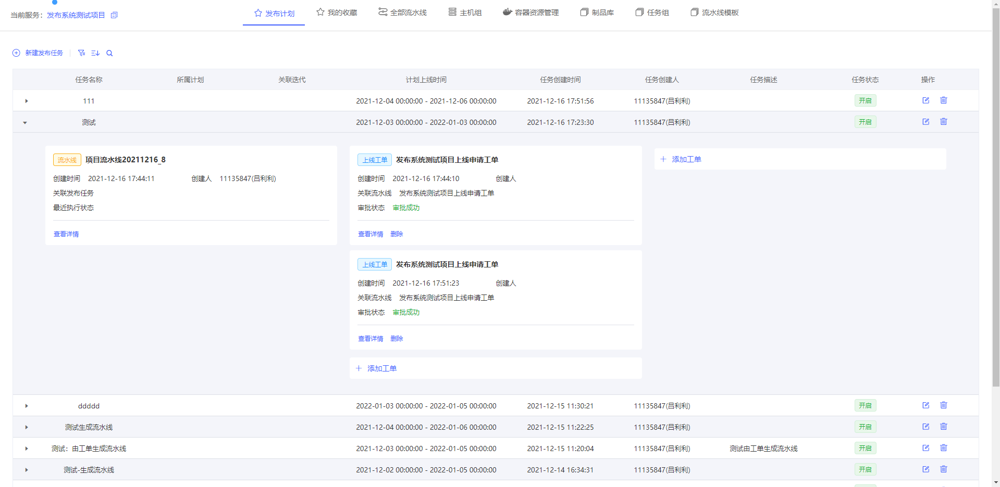 当前服务： 发布系统测试项目
发布计划 我的收藏 全部流水线 主机组 容器资源管理 制品库 任务组 流水线模板
新建发布任务
任务名称 所属计划 关联迭代 计划上线时间 任务创建时间 任务创建人 任务描述 任务状态 操作
111 2021-12-04 00:00:00 - 2021-12-06 00:00:00 2021-12-16 17:51:56 11135847(吕利利) 开启
测试 2021-12-03 00:00:00 - 2022-01-03 00:00:00 2021-12-16 17:23:30 11135847(吕利利) 开启
流水线 项目流水线20211216_8
创建时间 2021-12-16 17:44:11 创建人 11135847(吕利利)
关联发布任务
最近执行状态
查看详情
上线工单 发布系统测试项目上线申请工单
创建时间 2021-12-16 17:44:10 创建人
关联流水线 发布系统测试项目上线申请工单
审批状态 审批成功
查看详情 删除
上线工单 发布系统测试项目上线申请工单
创建时间 2021-12-16 17:51:23 创建人
关联流水线 发布系统测试项目上线申请工单
审批状态 审批成功
查看详情 删除
添加工单
添加工单
ddddd 2022-01-03 00:00:00 - 2022-01-05 00:00:00 2021-12-15 11:30:21 11135847(吕利利) 开启
测试生成流水线 2021-12-04 00:00:00 - 2022-01-06 00:00:00 2021-12-15 11:22:25 11135847(吕利利) 开启
测试：由工单生成流水线 2021-12-03 00:00:00 - 2022-01-05 00:00:00 2021-12-15 11:20:04 11135847(吕利利) 测试由工单生成流水线 开启
测试-生成流水线 2021-12-02 00:00:00 - 2022-01-05 00:00:00 2021-12-14 16:34:31 11135847(吕利利) 开启